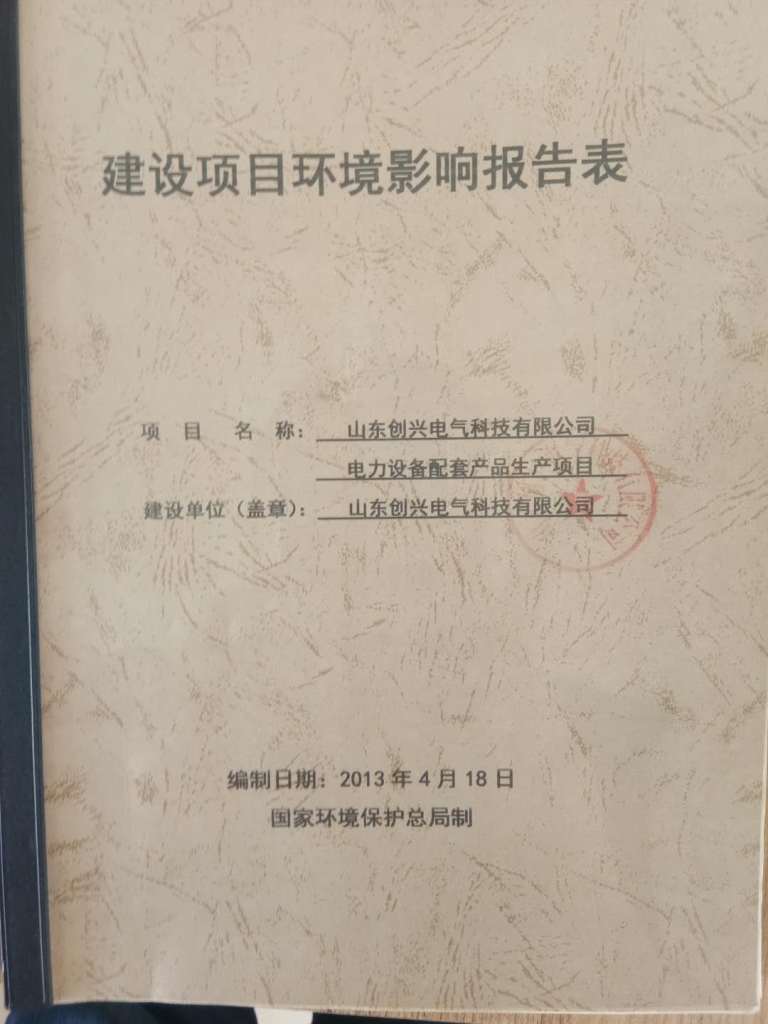 建设项目环境影响报告表
项 目 名 称: 山东创兴电气科技有限公司
电力设备配套产品生产项目
建设单位(盖章): 山东创兴电气科技有限公司
编制日期: 2013 年 4 月 18 日
国家环境保护总局制